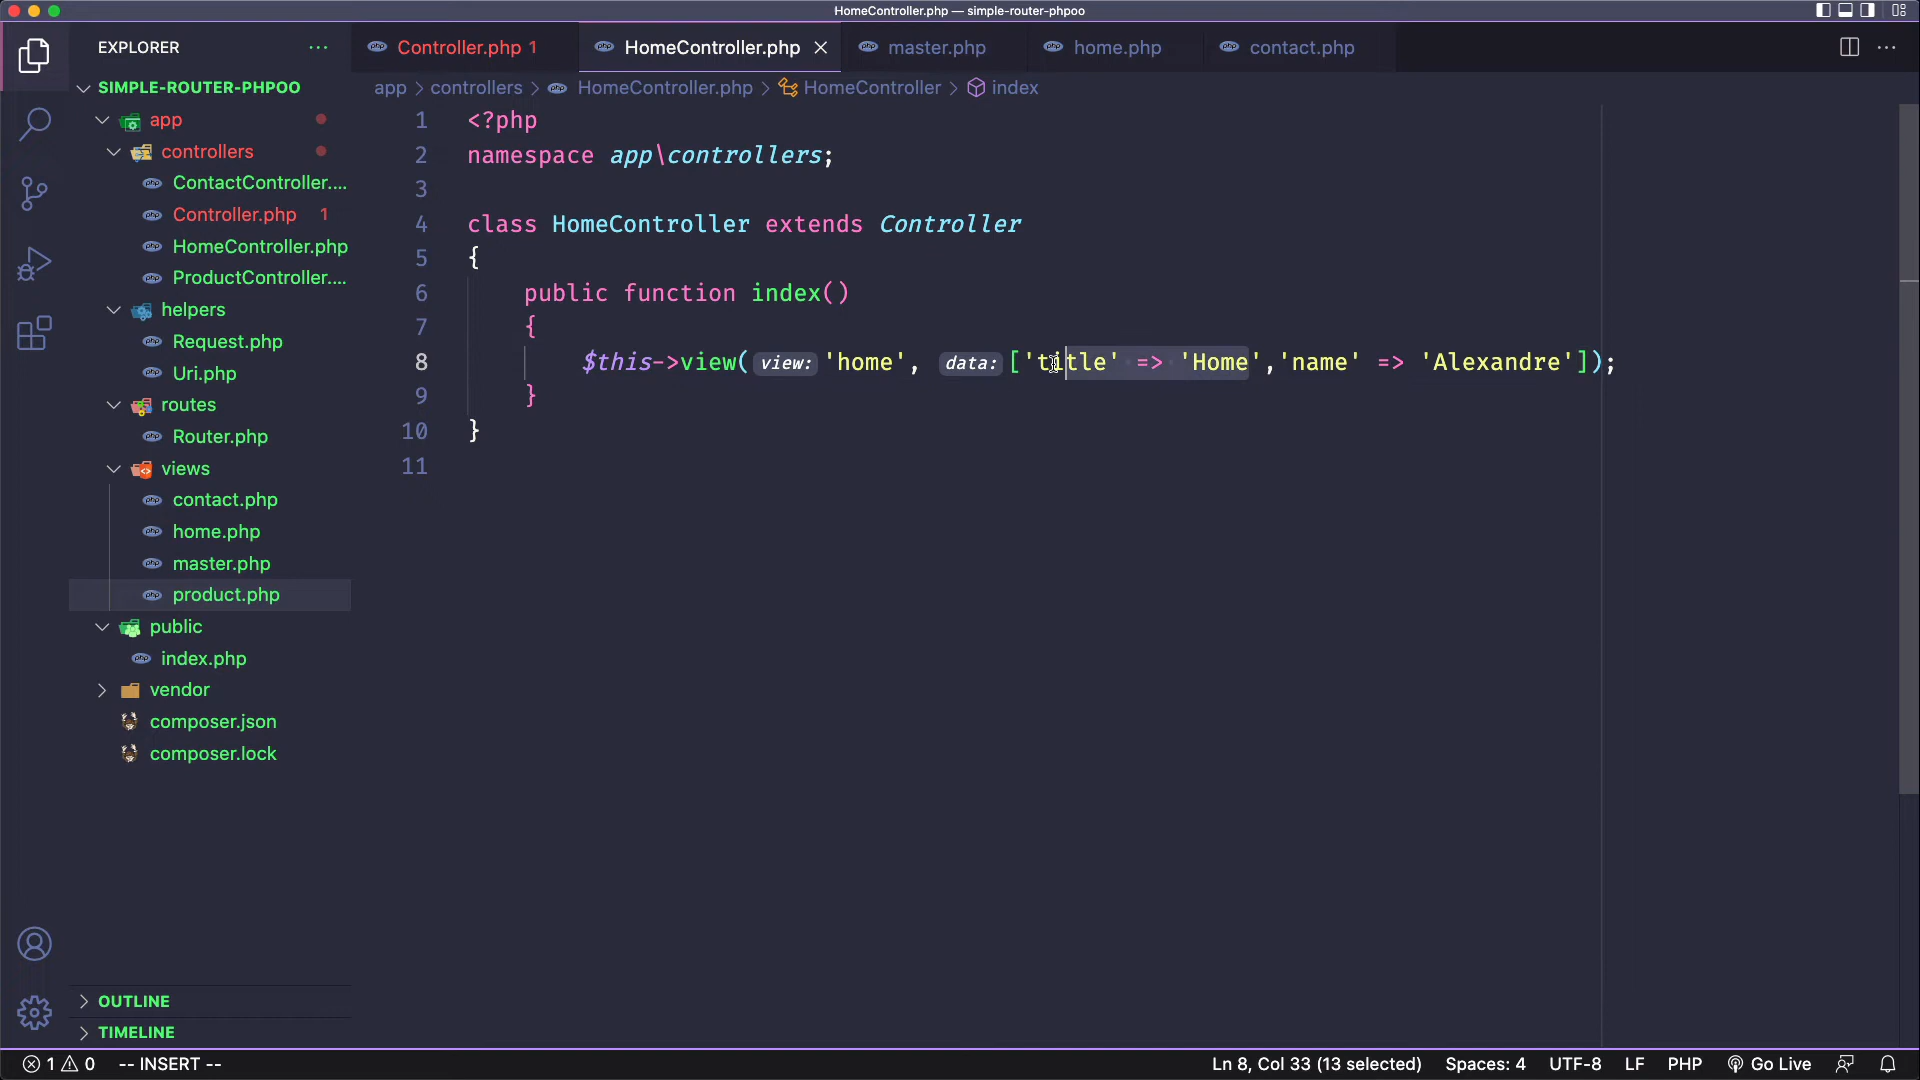 HomeController.php — simple-router-phpoo
EXPLORER
Controller.php 1
HomeController.php
master.php
home.php
contact.php
SIMPLE-ROUTER-PHPOO
app > controllers > HomeController.php > HomeController > index
app
controllers
ContactController....
Controller.php 1
HomeController.php
ProductController....
helpers
Request.php
Uri.php
routes
Router.php
views
contact.php
home.php
master.php
product.php
public
index.php
vendor
composer.json
composer.lock
OUTLINE
TIMELINE
1 <?php
2 namespace app\controllers;
3
4 class HomeController extends Controller
5 {
6 public function index()
7 {
8 $this->view( view: 'home', data: ['title' => 'Home','name' => 'Alexandre']);
9 }
10 }
11
1 0 -- INSERT -- Ln 8, Col 33 (13 selected) Spaces: 4 UTF-8 LF PHP Go Live